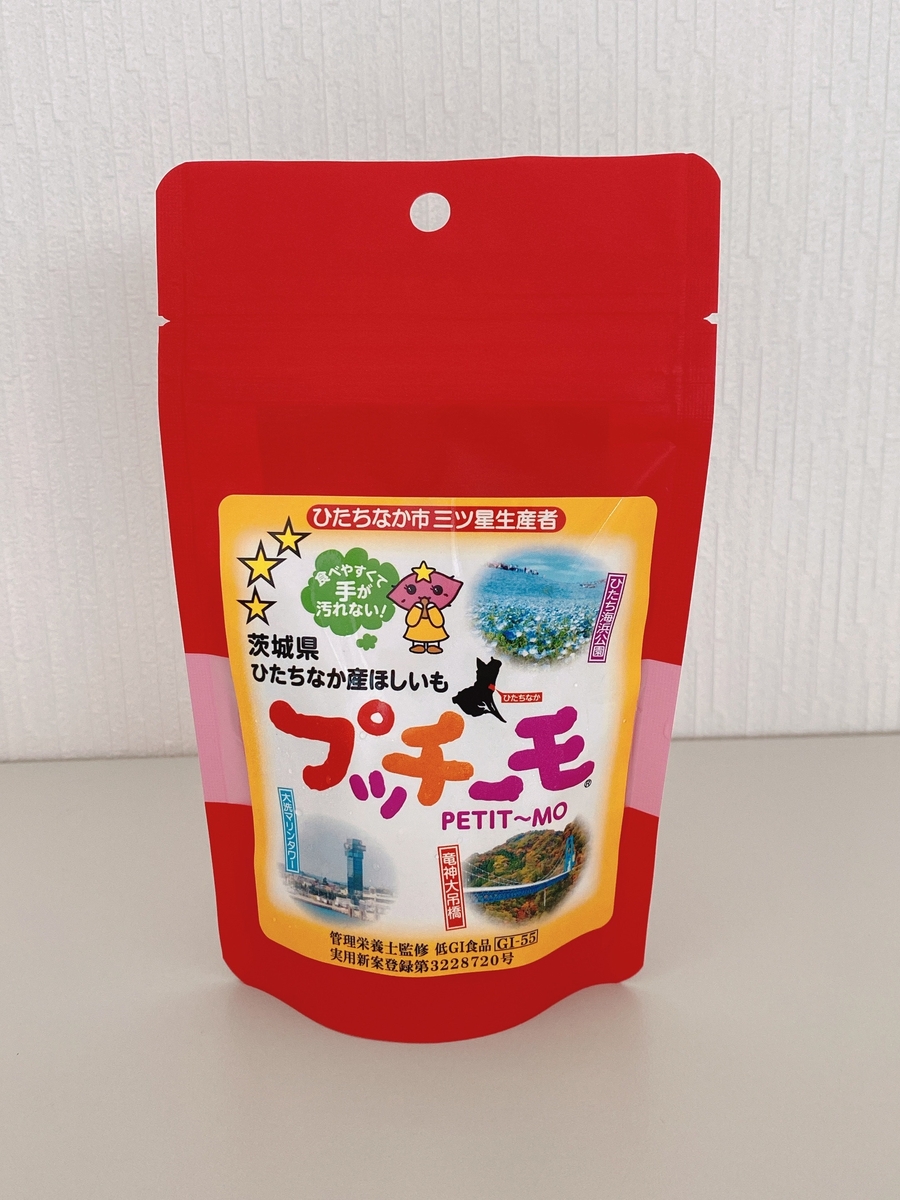 ひたちなか市 三ツ星生産者
食べやすくて
手が
汚れない!
ひたち海浜公園
茨城県
ひたちなか産ほしいも
ひたちなか
プッチーモ®
PETIT～MO
大洗マリンタワー
竜神大吊橋
管理栄養士監修 低GI食品 GI-55
実用新案登録第3228720号